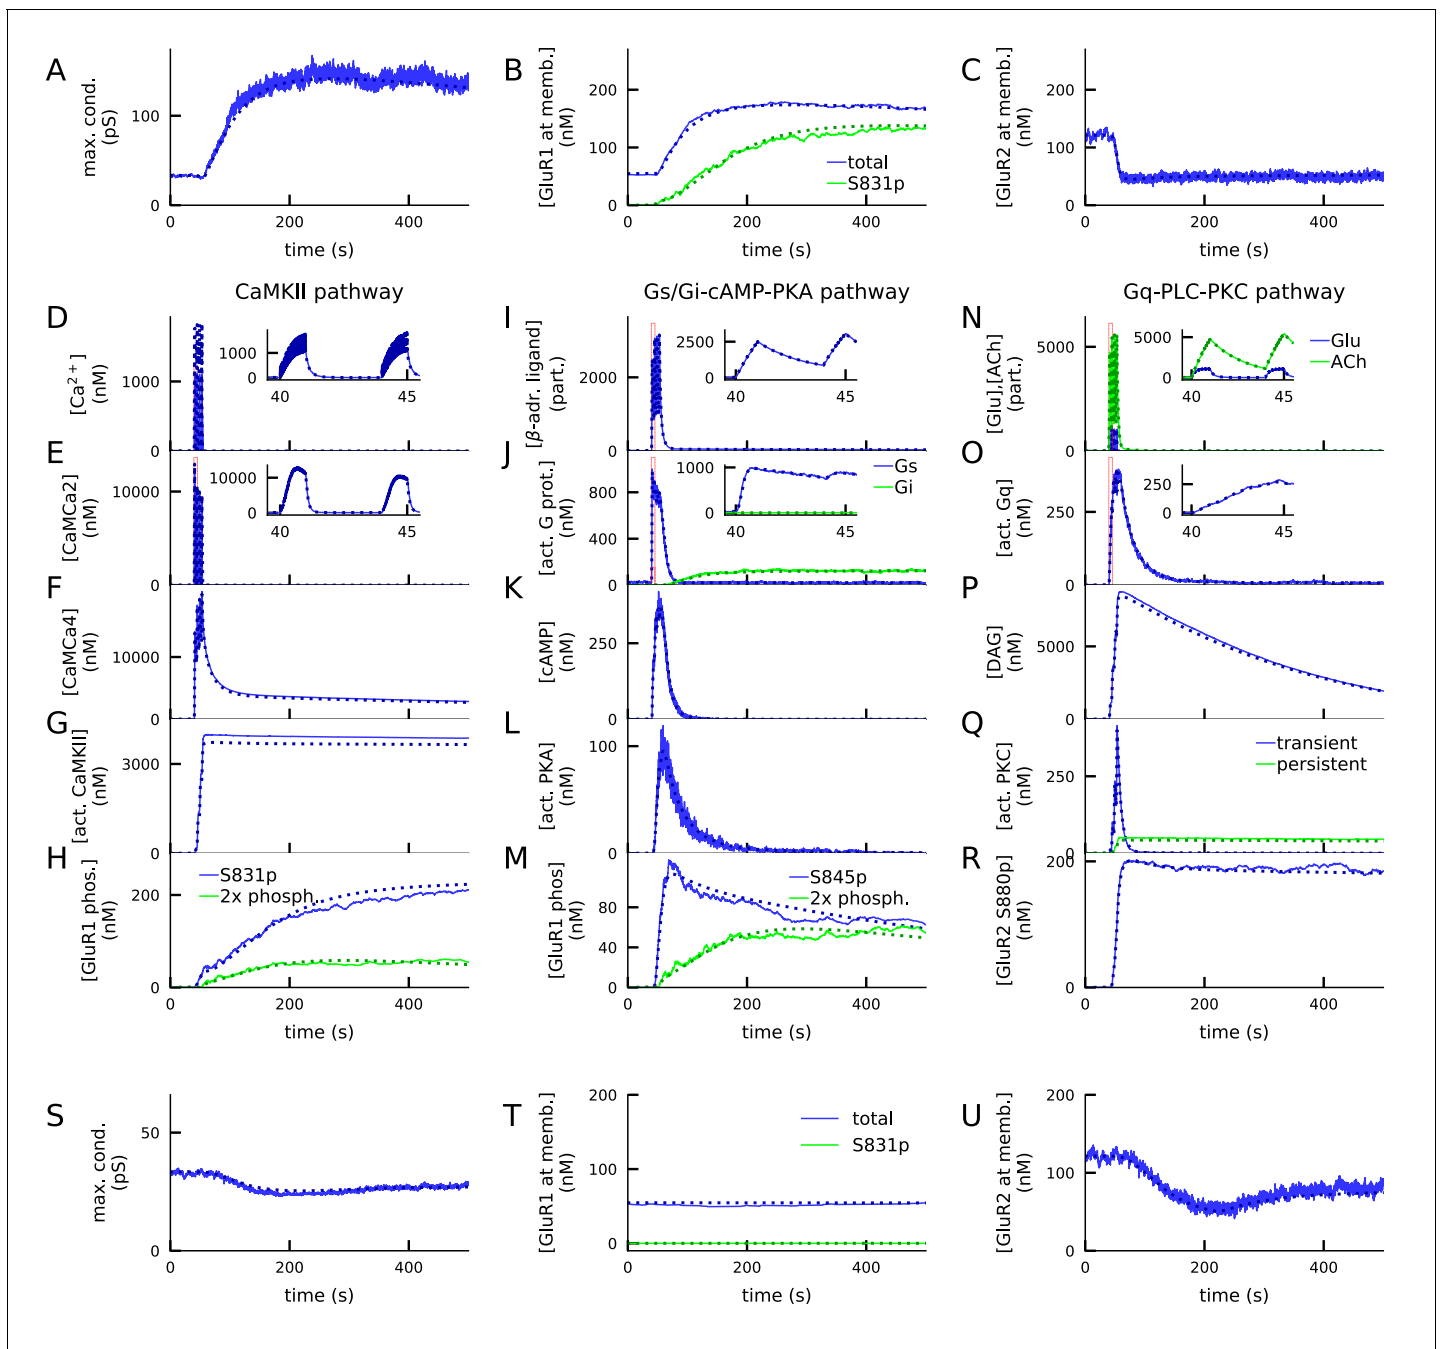 A
max. cond.
(pS)
100
0
0
200
400
time (s)
B
[GluR1 at memb.]
(nM)
200
100
0
total
S831p
0
200
400
time (s)
C
[GluR2 at memb.]
(nM)
200
100
0
0
200
400
time (s)
CaMKII pathway
Gs/Gi-cAMP-PKA pathway
Gq-PLC-PKC pathway
D
[Ca2+]
(nM)
1000
0
1000
0
40
45
I
[β-adr. ligand]
(part.)
2000
0
2500
0
40
45
N
[Glu],[ACh]
(part.)
5000
0
5000
0
40
45
Glu
ACh
E
[CaMCa2]
(nM)
10000
0
10000
0
40
45
J
[act. G prot.]
(nM)
800
400
0
1000
0
40
45
Gs
Gi
O
[act. Gq]
(nM)
250
0
250
0
40
45
F
[CaMCa4]
(nM)
10000
0
K
[cAMP]
(nM)
250
0
P
[DAG]
(nM)
5000
0
G
[act. CaMKII]
(nM)
3000
0
L
[act. PKA]
(nM)
100
0
Q
[act. PKC]
(nM)
250
0
transient
persistent
H
[GluR1 phos.]
(nM)
200
0
S831p
2x phosph.
0
200
400
time (s)
M
[GluR1 phos]
(nM)
80
40
0
S845p
2x phosph.
0
200
400
time (s)
R
[GluR2 S880p]
(nM)
200
0
0
200
400
time (s)
S
max. cond.
(pS)
50
0
0
200
400
time (s)
T
[GluR1 at memb.]
(nM)
200
100
0
total
S831p
0
200
400
time (s)
U
[GluR2 at memb.]
(nM)
200
100
0
0
200
400
time (s)